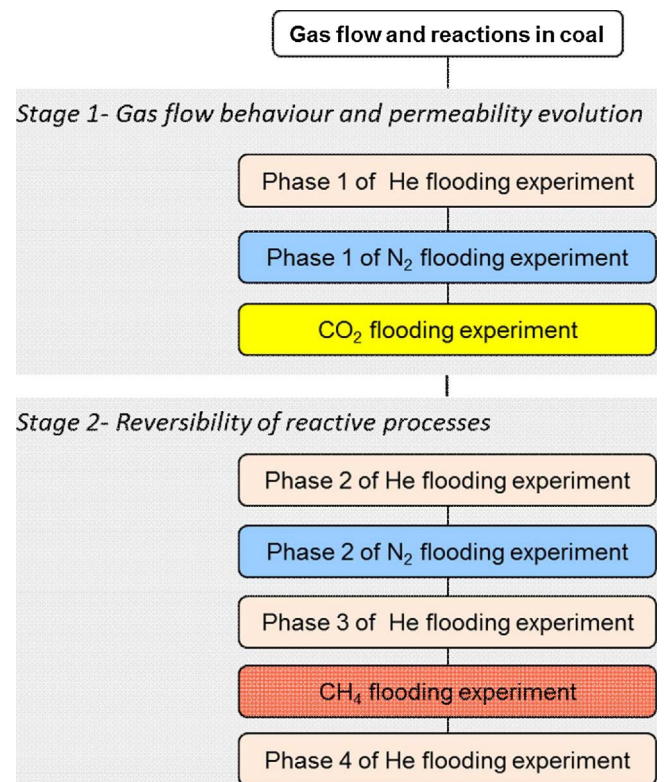 Gas flow and reactions in coal
Stage 1- Gas flow behaviour and permeability evolution
Phase 1 of He flooding experiment
Phase 1 of N₂ flooding experiment
CO₂ flooding experiment
Stage 2- Reversibility of reactive processes
Phase 2 of He flooding experiment
Phase 2 of N₂ flooding experiment
Phase 3 of He flooding experiment
CH₄ flooding experiment
Phase 4 of He flooding experiment